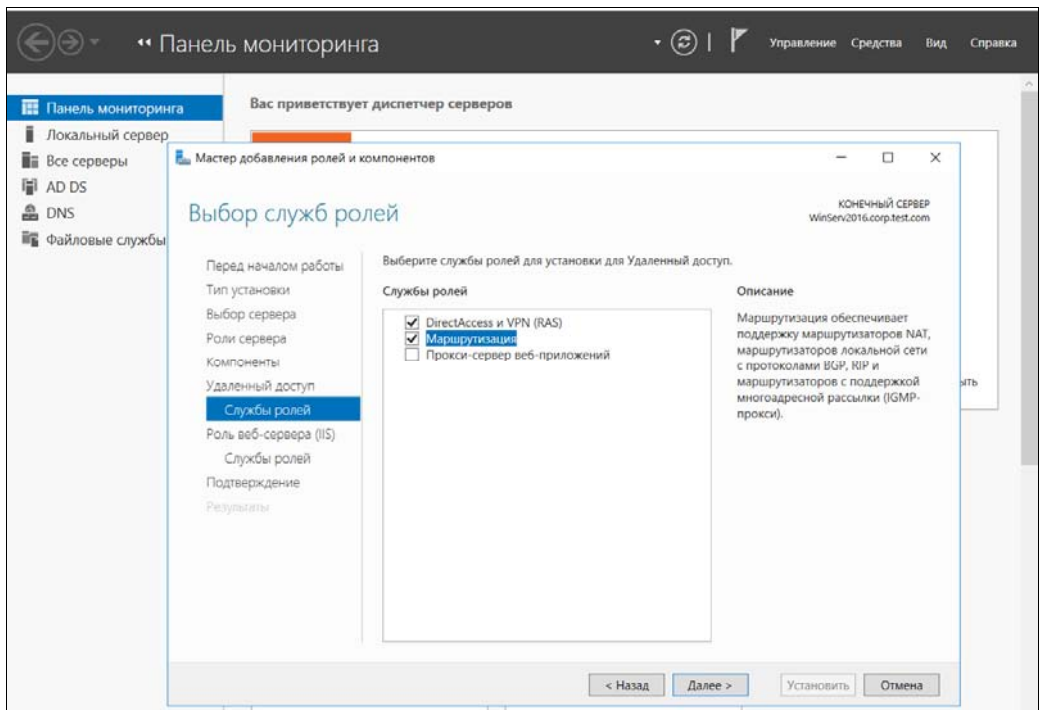 Панель мониторинга
Управление Средства Вид Справка
Панель мониторинга
Локальный сервер
Все серверы
AD DS
DNS
Файловые службы
Вас приветствует диспетчер серверов
Мастер добавления ролей и компонентов
Выбор служб ролей
КОНЕЧНЫЙ СЕРВЕР
WinServ2016.corp.test.com
Перед началом работы
Тип установки
Выбор сервера
Роли сервера
Компоненты
Удаленный доступ
Службы ролей
Роль веб-сервера (IIS)
Службы ролей
Подтверждение
Результаты
Выберите службы ролей для установки для Удаленный доступ.
Службы ролей
DirectAccess и VPN (RAS)
Маршрутизация
Прокси-сервер веб-приложений
Описание
Маршрутизация обеспечивает
поддержку маршрутизаторов NAT,
маршрутизаторов локальной сети
с протоколами BGP, RIP и
маршрутизаторов с поддержкой
многоадресной рассылки (IGMP-
прокси).
ыть
< Назад
Далее >
Установить
Отмена